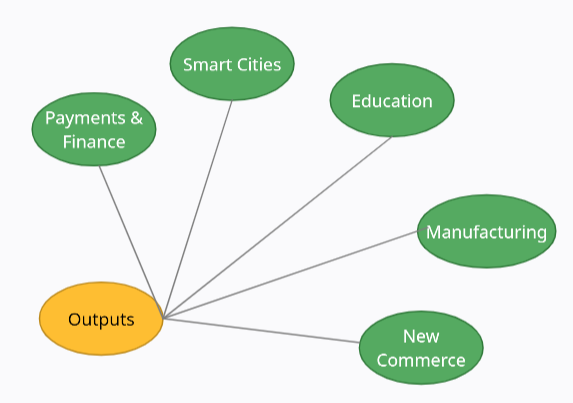 Smart Cities
Education
Payments &
Finance
Manufacturing
Outputs
New
Commerce